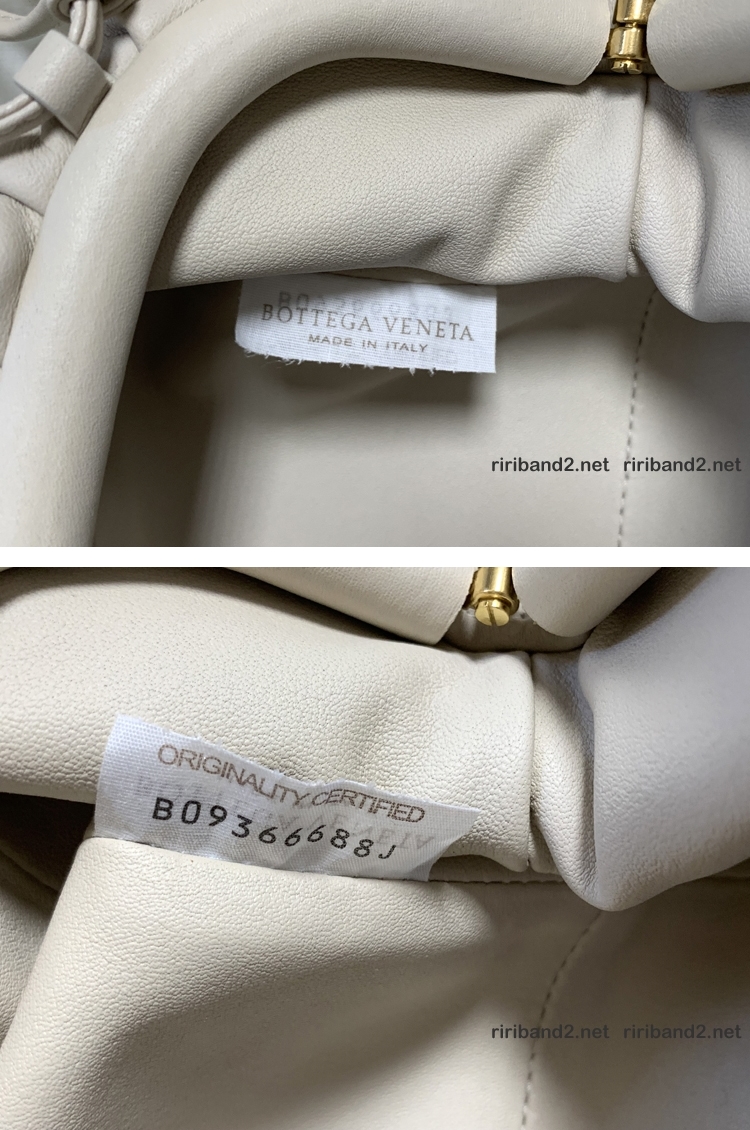 BOTTEGA VENETA
MADE IN ITALY
ririband2.net ririband2.net
ORIGINALITY CERTIFIED
B09366688J
ririband2.net ririband2.net